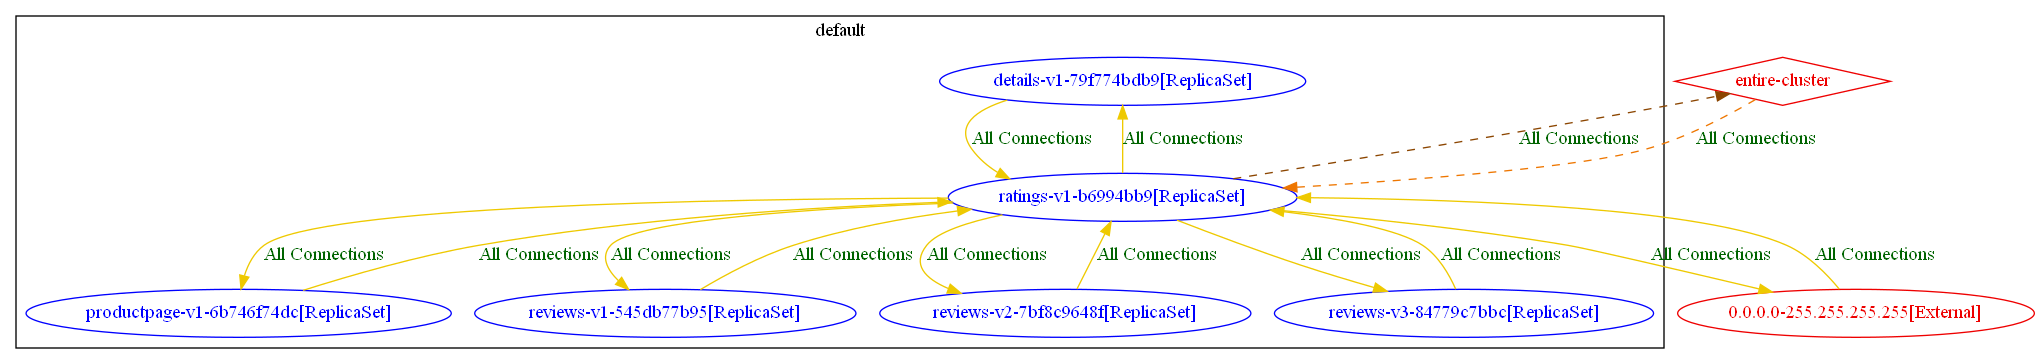 default
details-v1-79f774bdb9[ReplicaSet]
entire-cluster
All Connections
All Connections
All Connections
All Connections
ratings-v1-b6994bb9[ReplicaSet]
All Connections
All Connections
All Connections
All Connections
All Connections
All Connections
All Connections
All Connections
All Connections
All Connections
productpage-v1-6b746f74dc[ReplicaSet]
reviews-v1-545db77b95[ReplicaSet]
reviews-v2-7bf8c9648f[ReplicaSet]
reviews-v3-84779c7bbc[ReplicaSet]
0.0.0.0-255.255.255.255[External]